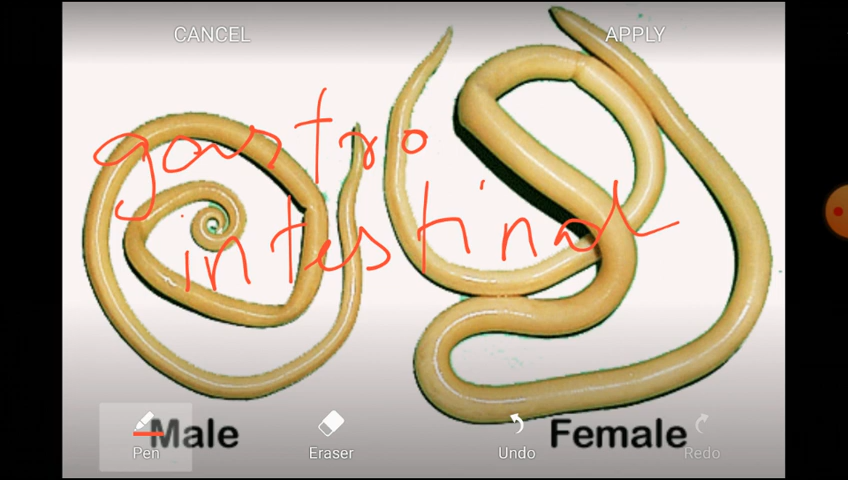 CANCEL APPLY
gastro
intestinal
Male Female
Pen Eraser Undo Redo